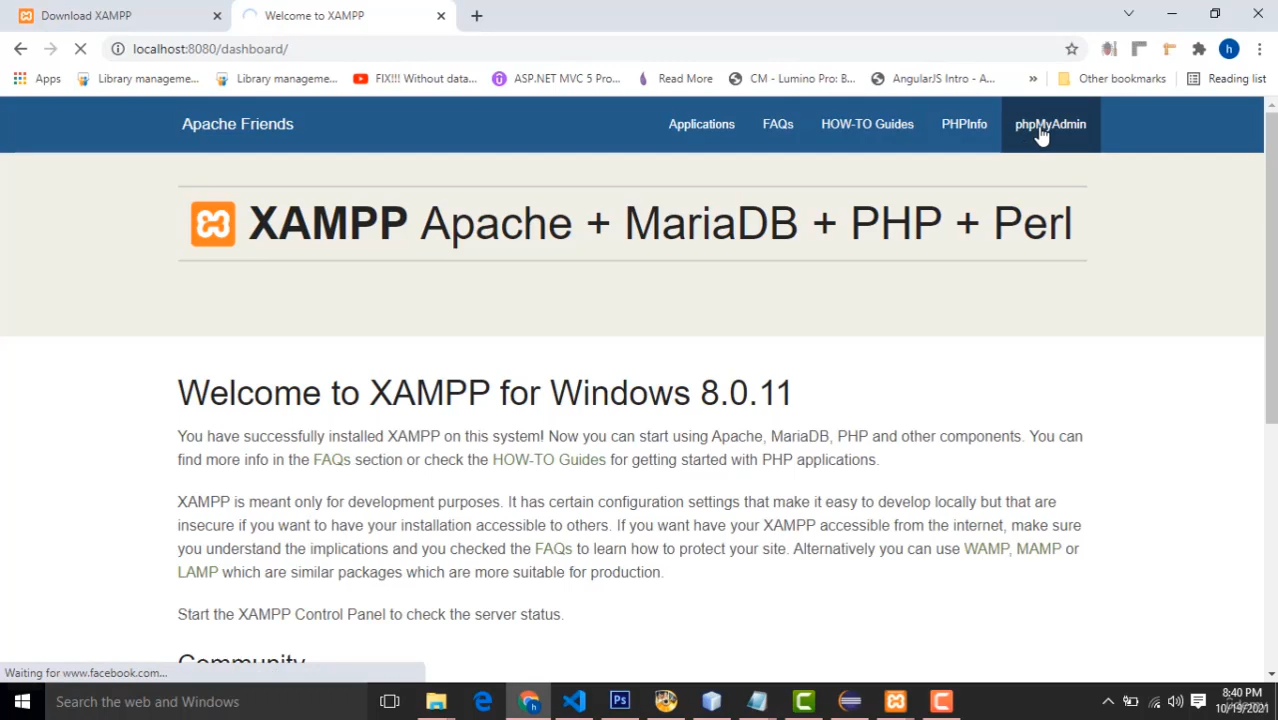 Download XAMPP
Welcome to XAMPP
localhost:8080/dashboard/
h
Apps
Library manageme...
Library manageme...
FIX!!! Without data...
ASP.NET MVC 5 Pro...
Read More
CM - Lumino Pro: B...
AngularJS Intro - A...
»
Other bookmarks
Reading list
Apache Friends
Applications
FAQs
HOW-TO Guides
PHPInfo
phpMyAdmin
XAMPP Apache + MariaDB + PHP + Perl
Welcome to XAMPP for Windows 8.0.11
You have successfully installed XAMPP on this system! Now you can start using Apache, MariaDB, PHP and other components. You can
find more info in the FAQs section or check the HOW-TO Guides for getting started with PHP applications.
XAMPP is meant only for development purposes. It has certain configuration settings that make it easy to develop locally but that are
insecure if you want to have your installation accessible to others. If you want have your XAMPP accessible from the internet, make sure
you understand the implications and you checked the FAQs to learn how to protect your site. Alternatively you can use WAMP, MAMP or
LAMP which are similar packages which are more suitable for production.
Start the XAMPP Control Panel to check the server status.
Community
Waiting for www.facebook.com...
Search the web and Windows
Ps
8:40 PM
10/19/2021